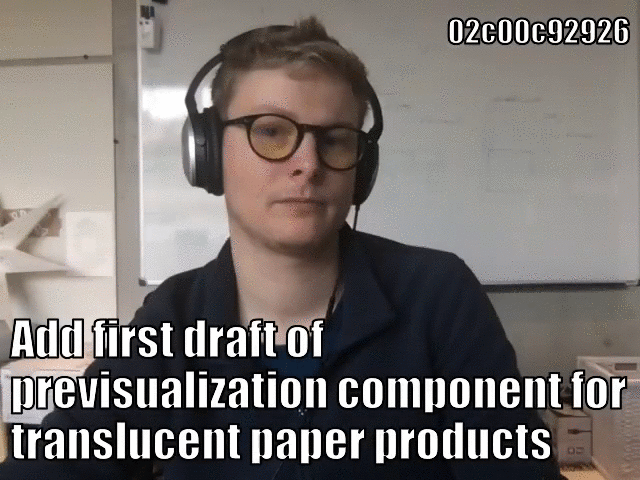 02c00c92926
Add first draft of
previsualization component for
translucent paper products